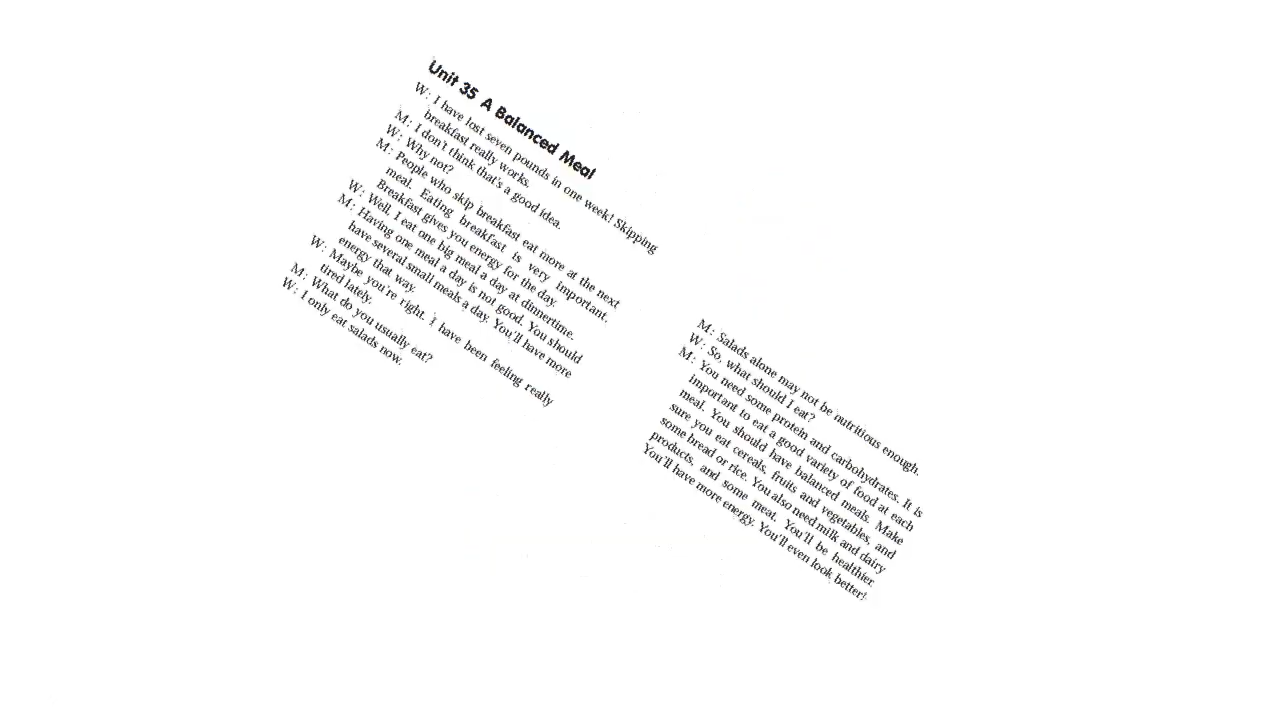 Unit 35 A Balanced Meal
W: I have lost seven pounds in one week! Skipping
breakfast really works.
M: I don't think that's a good idea.
W: Why not?
M: People who skip breakfast eat more at the next
meal. Eating breakfast is very important.
Breakfast gives you energy for the day.
W: Well, I eat one big meal a day at dinnertime.
M: Having one meal a day is not good. You should
have several small meals a day. You'll have more
energy that way.
W: Maybe you're right. I have been feeling really
tired lately.
M: What do you usually eat?
W: I only eat salads now.
M: Salads alone may not be nutritious enough.
W: So, what should I eat?
M: You need some protein and carbohydrates. It is
important to eat a good variety of food at each
meal. You should have balanced meals. Make
sure you eat cereals, fruits and vegetables, and
some bread or rice. You also need milk and dairy
products, and some meat. You'll be healthier.
You'll have more energy. You'll even look better!